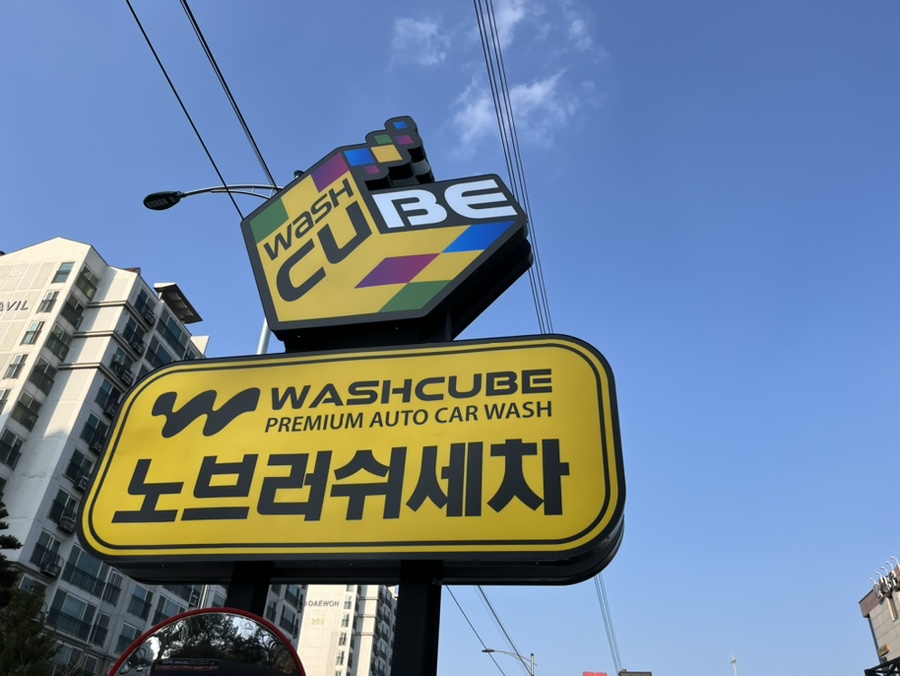 wash
CUBE
WASHCUBE
PREMIUM AUTO CAR WASH
노브러쉬세차
AVIL
DAEWON